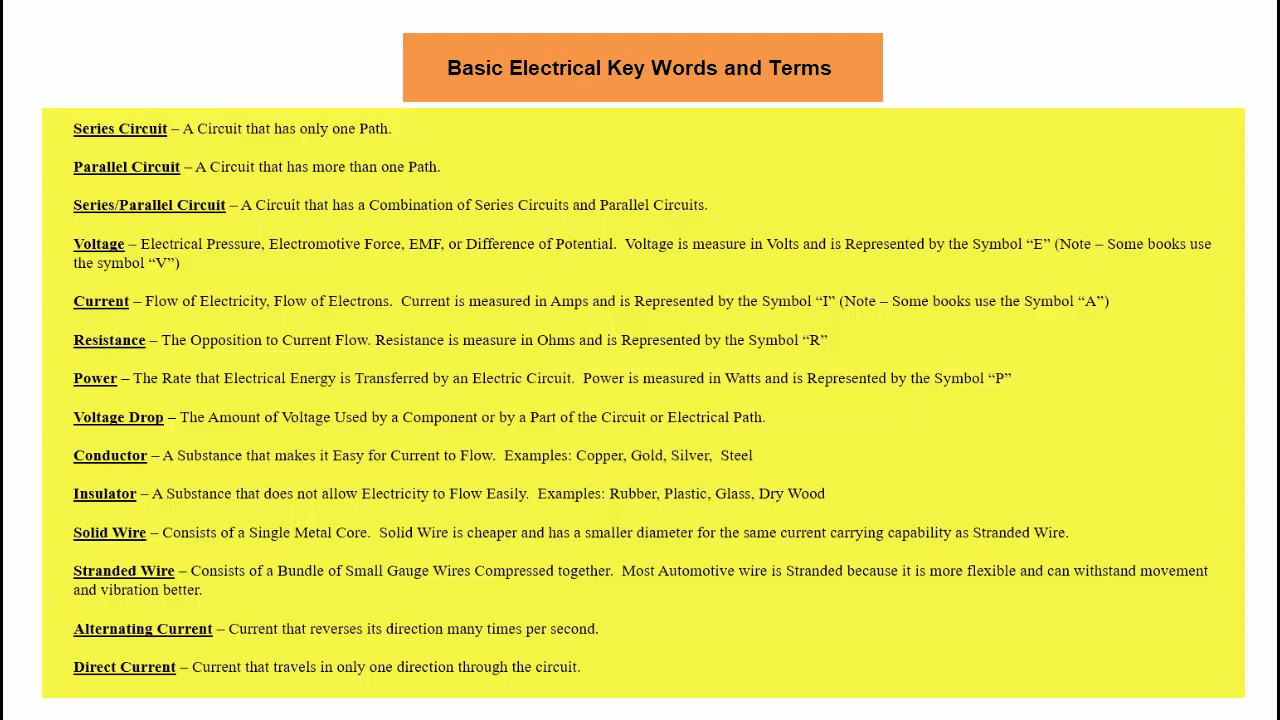 Basic Electrical Key Words and Terms
Series Circuit – A Circuit that has only one Path.
Parallel Circuit – A Circuit that has more than one Path.
Series/Parallel Circuit – A Circuit that has a Combination of Series Circuits and Parallel Circuits.
Voltage – Electrical Pressure, Electromotive Force, EMF, or Difference of Potential.  Voltage is measure in Volts and is Represented by the Symbol “E” (Note – Some books use
the symbol “V”)
Current – Flow of Electricity, Flow of Electrons.  Current is measured in Amps and is Represented by the Symbol “I” (Note – Some books use the Symbol “A”)
Resistance – The Opposition to Current Flow. Resistance is measure in Ohms and is Represented by the Symbol “R”
Power – The Rate that Electrical Energy is Transferred by an Electric Circuit.  Power is measured in Watts and is Represented by the Symbol “P”
Voltage Drop – The Amount of Voltage Used by a Component or by a Part of the Circuit or Electrical Path.
Conductor – A Substance that makes it Easy for Current to Flow.  Examples: Copper, Gold, Silver,  Steel
Insulator – A Substance that does not allow Electricity to Flow Easily.  Examples: Rubber, Plastic, Glass, Dry Wood
Solid Wire – Consists of a Single Metal Core.  Solid Wire is cheaper and has a smaller diameter for the same current carrying capability as Stranded Wire.
Stranded Wire – Consists of a Bundle of Small Gauge Wires Compressed together.  Most Automotive wire is Stranded because it is more flexible and can withstand movement
and vibration better.
Alternating Current – Current that reverses its direction many times per second.
Direct Current – Current that travels in only one direction through the circuit.